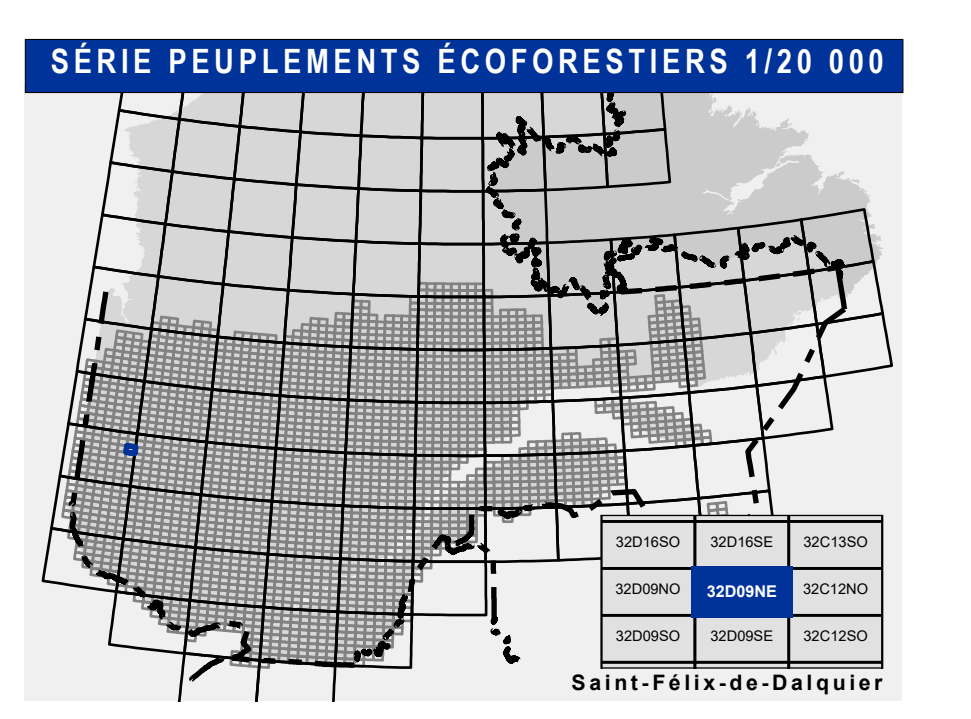 SÉRIE PEUPLEMENTS ÉCOFORESTIERS 1/20 000
32D16SO 32D16SE 32C13SO
32D09NO 32D09NE 32C12NO
32D09SO 32D09SE 32C12SO
Saint-Félix-de-Dalquier